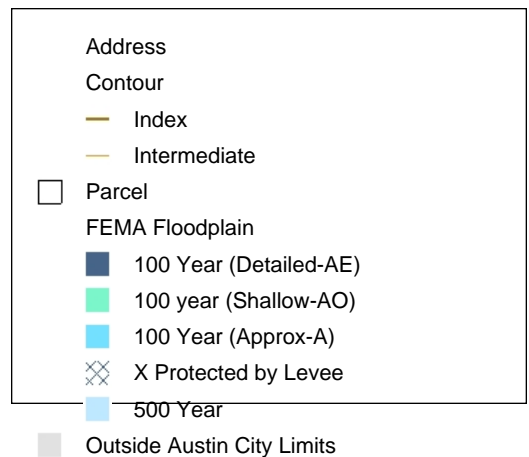 Address
Contour
Index
Intermediate
Parcel
FEMA Floodplain
100 Year (Detailed-AE)
100 year (Shallow-AO)
100 Year (Approx-A)
X Protected by Levee
500 Year
Outside Austin City Limits